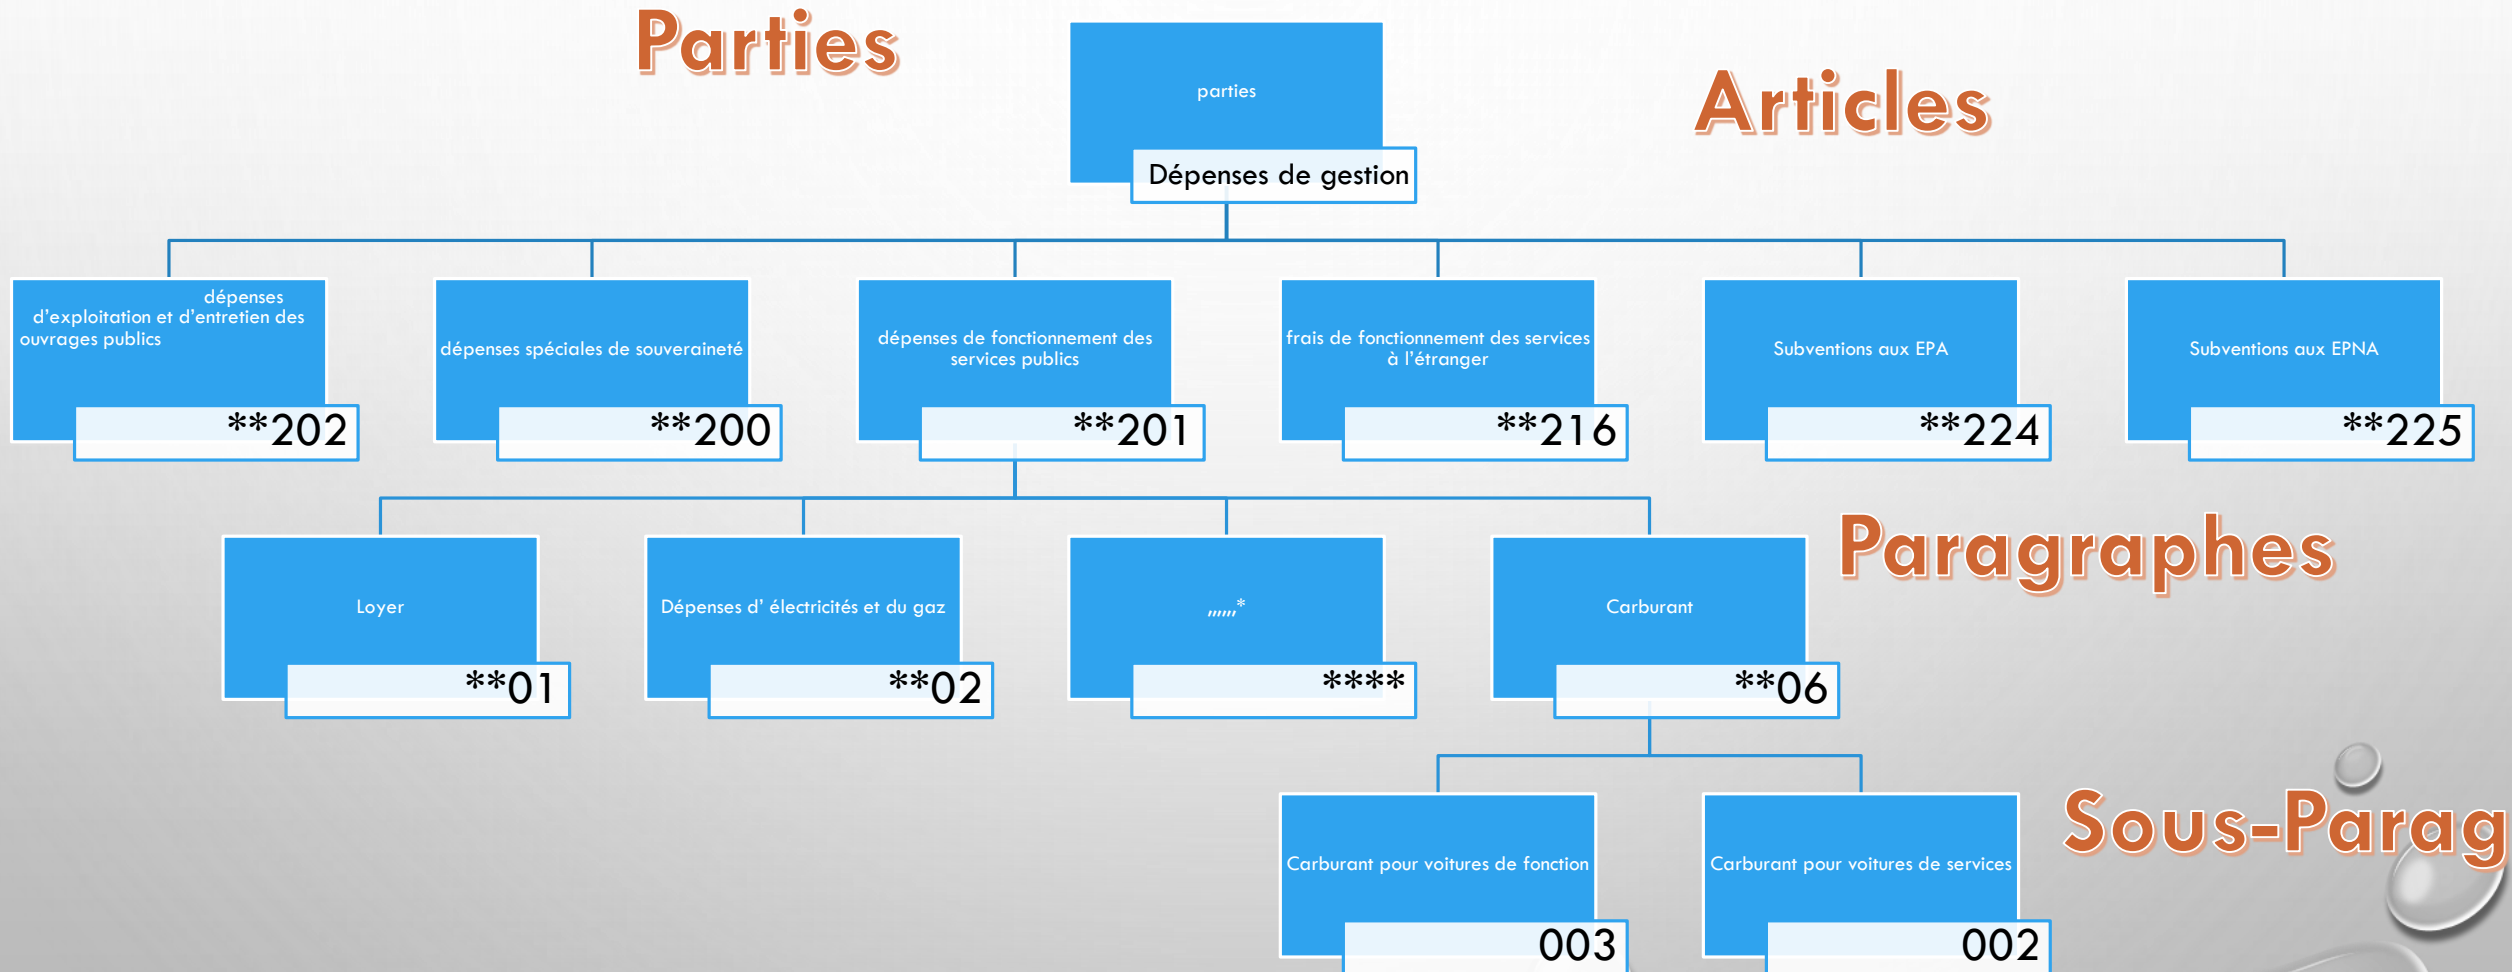 Parties
parties
Articles
Dépenses de gestion
dépenses
d'exploitation et d'entretien des
ouvrages publics
**202
dépenses spéciales de souveraineté
**200
dépenses de fonctionnement des
services publics
**201
frais de fonctionnement des services
à l'étranger
**216
Subventions aux EPA
**224
Subventions aux EPNA
**225
Paragraphes
Loyer
**01
Dépenses d' électricités et du gaz
**02
,,,,,,*
****
Carburant
**06
Sous-Parag
Carburant pour voitures de fonction
003
Carburant pour voitures de services
002